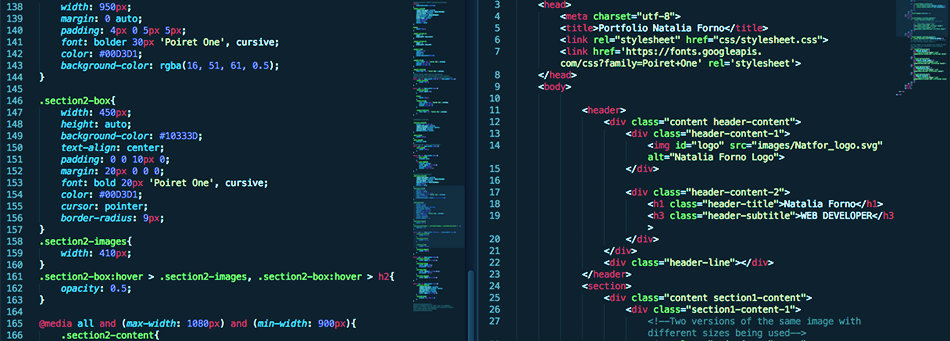 138 width: 950px;
139 margin: 0 auto;
140 padding: 4px 0 5px 5px;
141 font: bolder 30px 'Poiret One', cursive;
142 color: #00D3D1;
143 background-color: rgba(16, 51, 61, 0.5);
144 }
145
146 .section2-box{
147 width: 450px;
148 height: auto;
149 background-color: #10333D;
150 text-align: center;
151 padding: 0 0 10px 0;
152 margin: 20px 0 0 0;
153 font: bold 20px 'Poiret One', cursive;
154 color: #00D3D1;
155 cursor: pointer;
156 border-radius: 9px;
157 }
158 .section2-images{
159 width: 410px;
160 }
161 .section2-box:hover > .section2-images, .section2-box:hover > h2{
162 opacity: 0.5;
163 }
164
165 @media all and (max-width: 1080px) and (min-width: 900px){
166 .section2-content{
3 <head>
4 <meta charset="utf-8">
5 <title>Portfolio Natalia Forno</title>
6 <link rel="stylesheet" href="css/stylesheet.css">
7 <link href='https://fonts.googleapis.
com/css?family=Poiret+One' rel='stylesheet'>
8 </head>
9 <body>
10
11 <header>
12 <div class="content header-content">
13 <div class="header-content-1">
14 <img id="logo" src="images/Natfor_logo.svg"
alt="Natalia Forno Logo">
15 </div>
16
17 <div class="header-content-2">
18 <h1 class="header-title">Natalia Forno</h1>
19 <h3 class="header-subtitle">WEB DEVELOPER</h3
>
20 </div>
21 </div>
22 <div class="header-line"></div>
23 </header>
24 <section>
25 <div class="content section1-content">
26 <div class="section1-content-1">
27 <!--Two versions of the same image with
different sizes being used-->